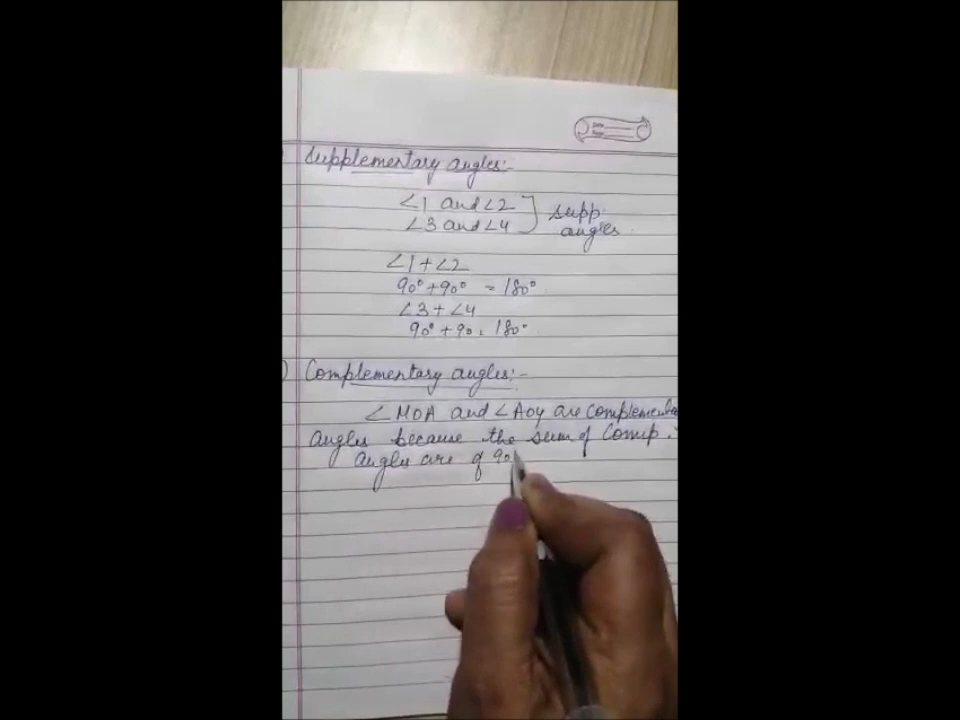 Supplementary angles:-
∠1 and ∠2
∠3 and ∠4
supp. angles
∠1 + ∠2
90° + 90° = 180°
∠3 + ∠4
90° + 90 = 180°
Complementary angles:-
∠MOA and ∠AOY are Complementa
angles because the sum of Comp.
angles are of 90